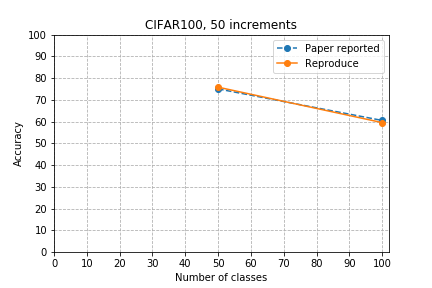 CIFAR100, 50 increments
Paper reported
Reproduce
100
90
80
70
60
50
40
30
20
10
0
Accuracy
0 10 20 30 40 50 60 70 80 90 100
Number of classes